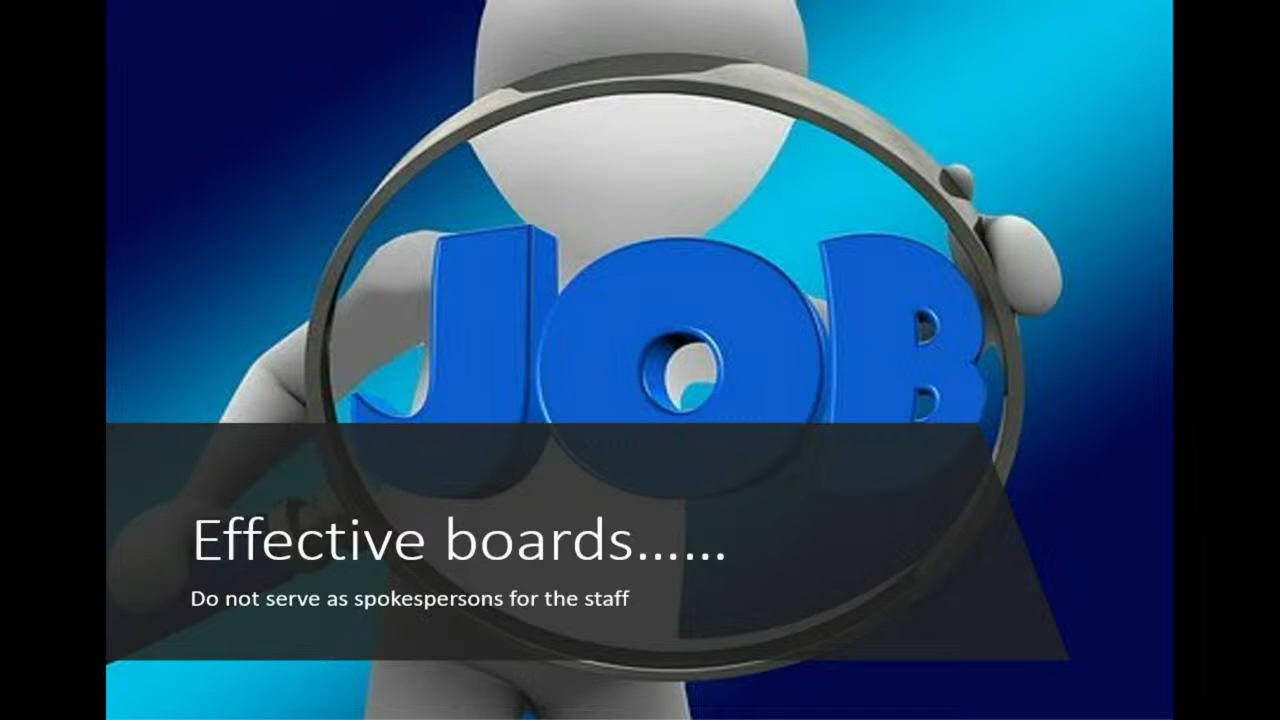 JOB
Effective boards......
Do not serve as spokespersons for the staff